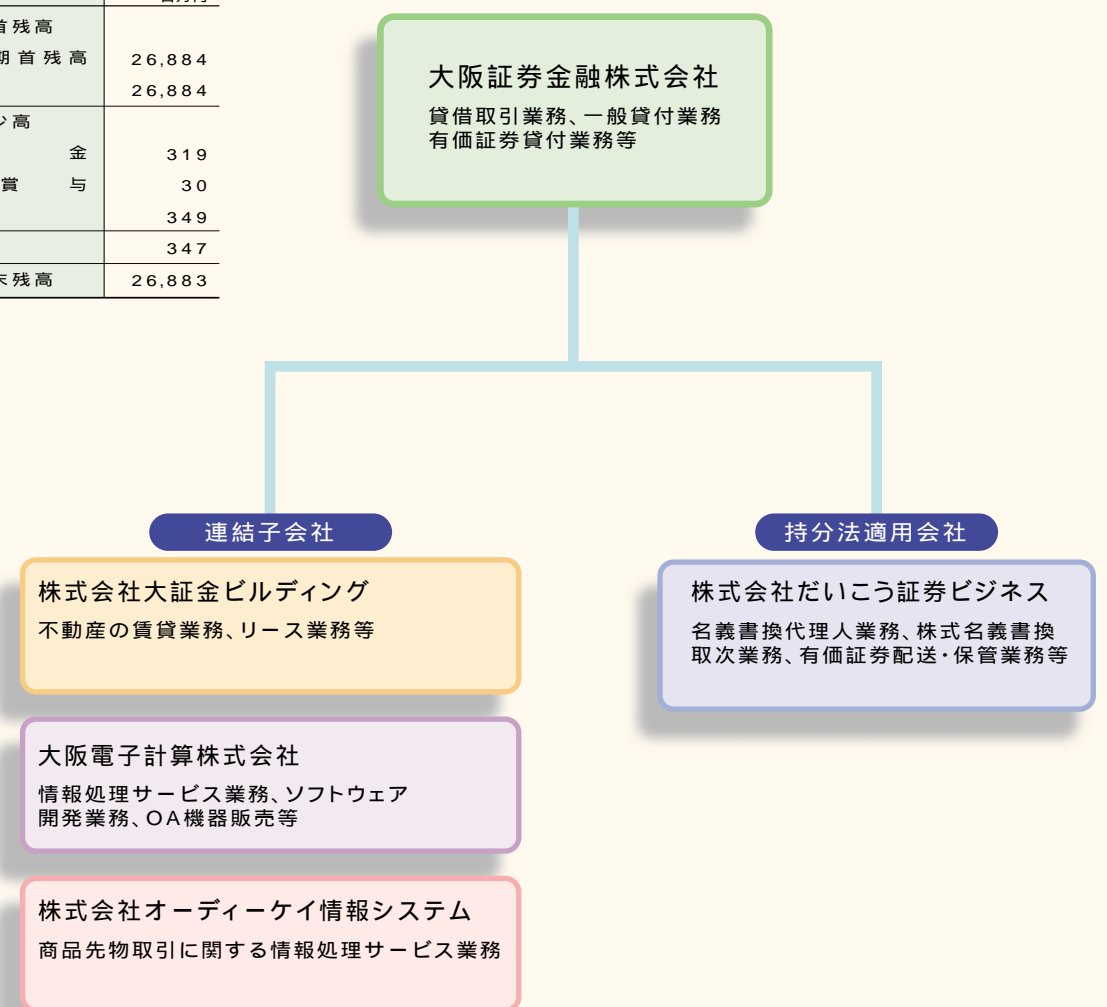 首残高
期首残高 26,884
26,884
少高
金 319
賞 与 30
349
347
末残高 26,883
大阪証券金融株式会社
貸借取引業務、一般貸付業務
有価証券貸付業務等
連結子会社
株式会社大証金ビルディング
不動産の賃貸業務、リース業務等
大阪電子計算株式会社
情報処理サービス業務、ソフトウェア
開発業務、OA機器販売等
株式会社オーディーケイ情報システム
商品先物取引に関する情報処理サービス業務
持分法適用会社
株式会社だいこう証券ビジネス
名義書換代理人業務、株式名義書換
取次業務、有価証券配送・保管業務等